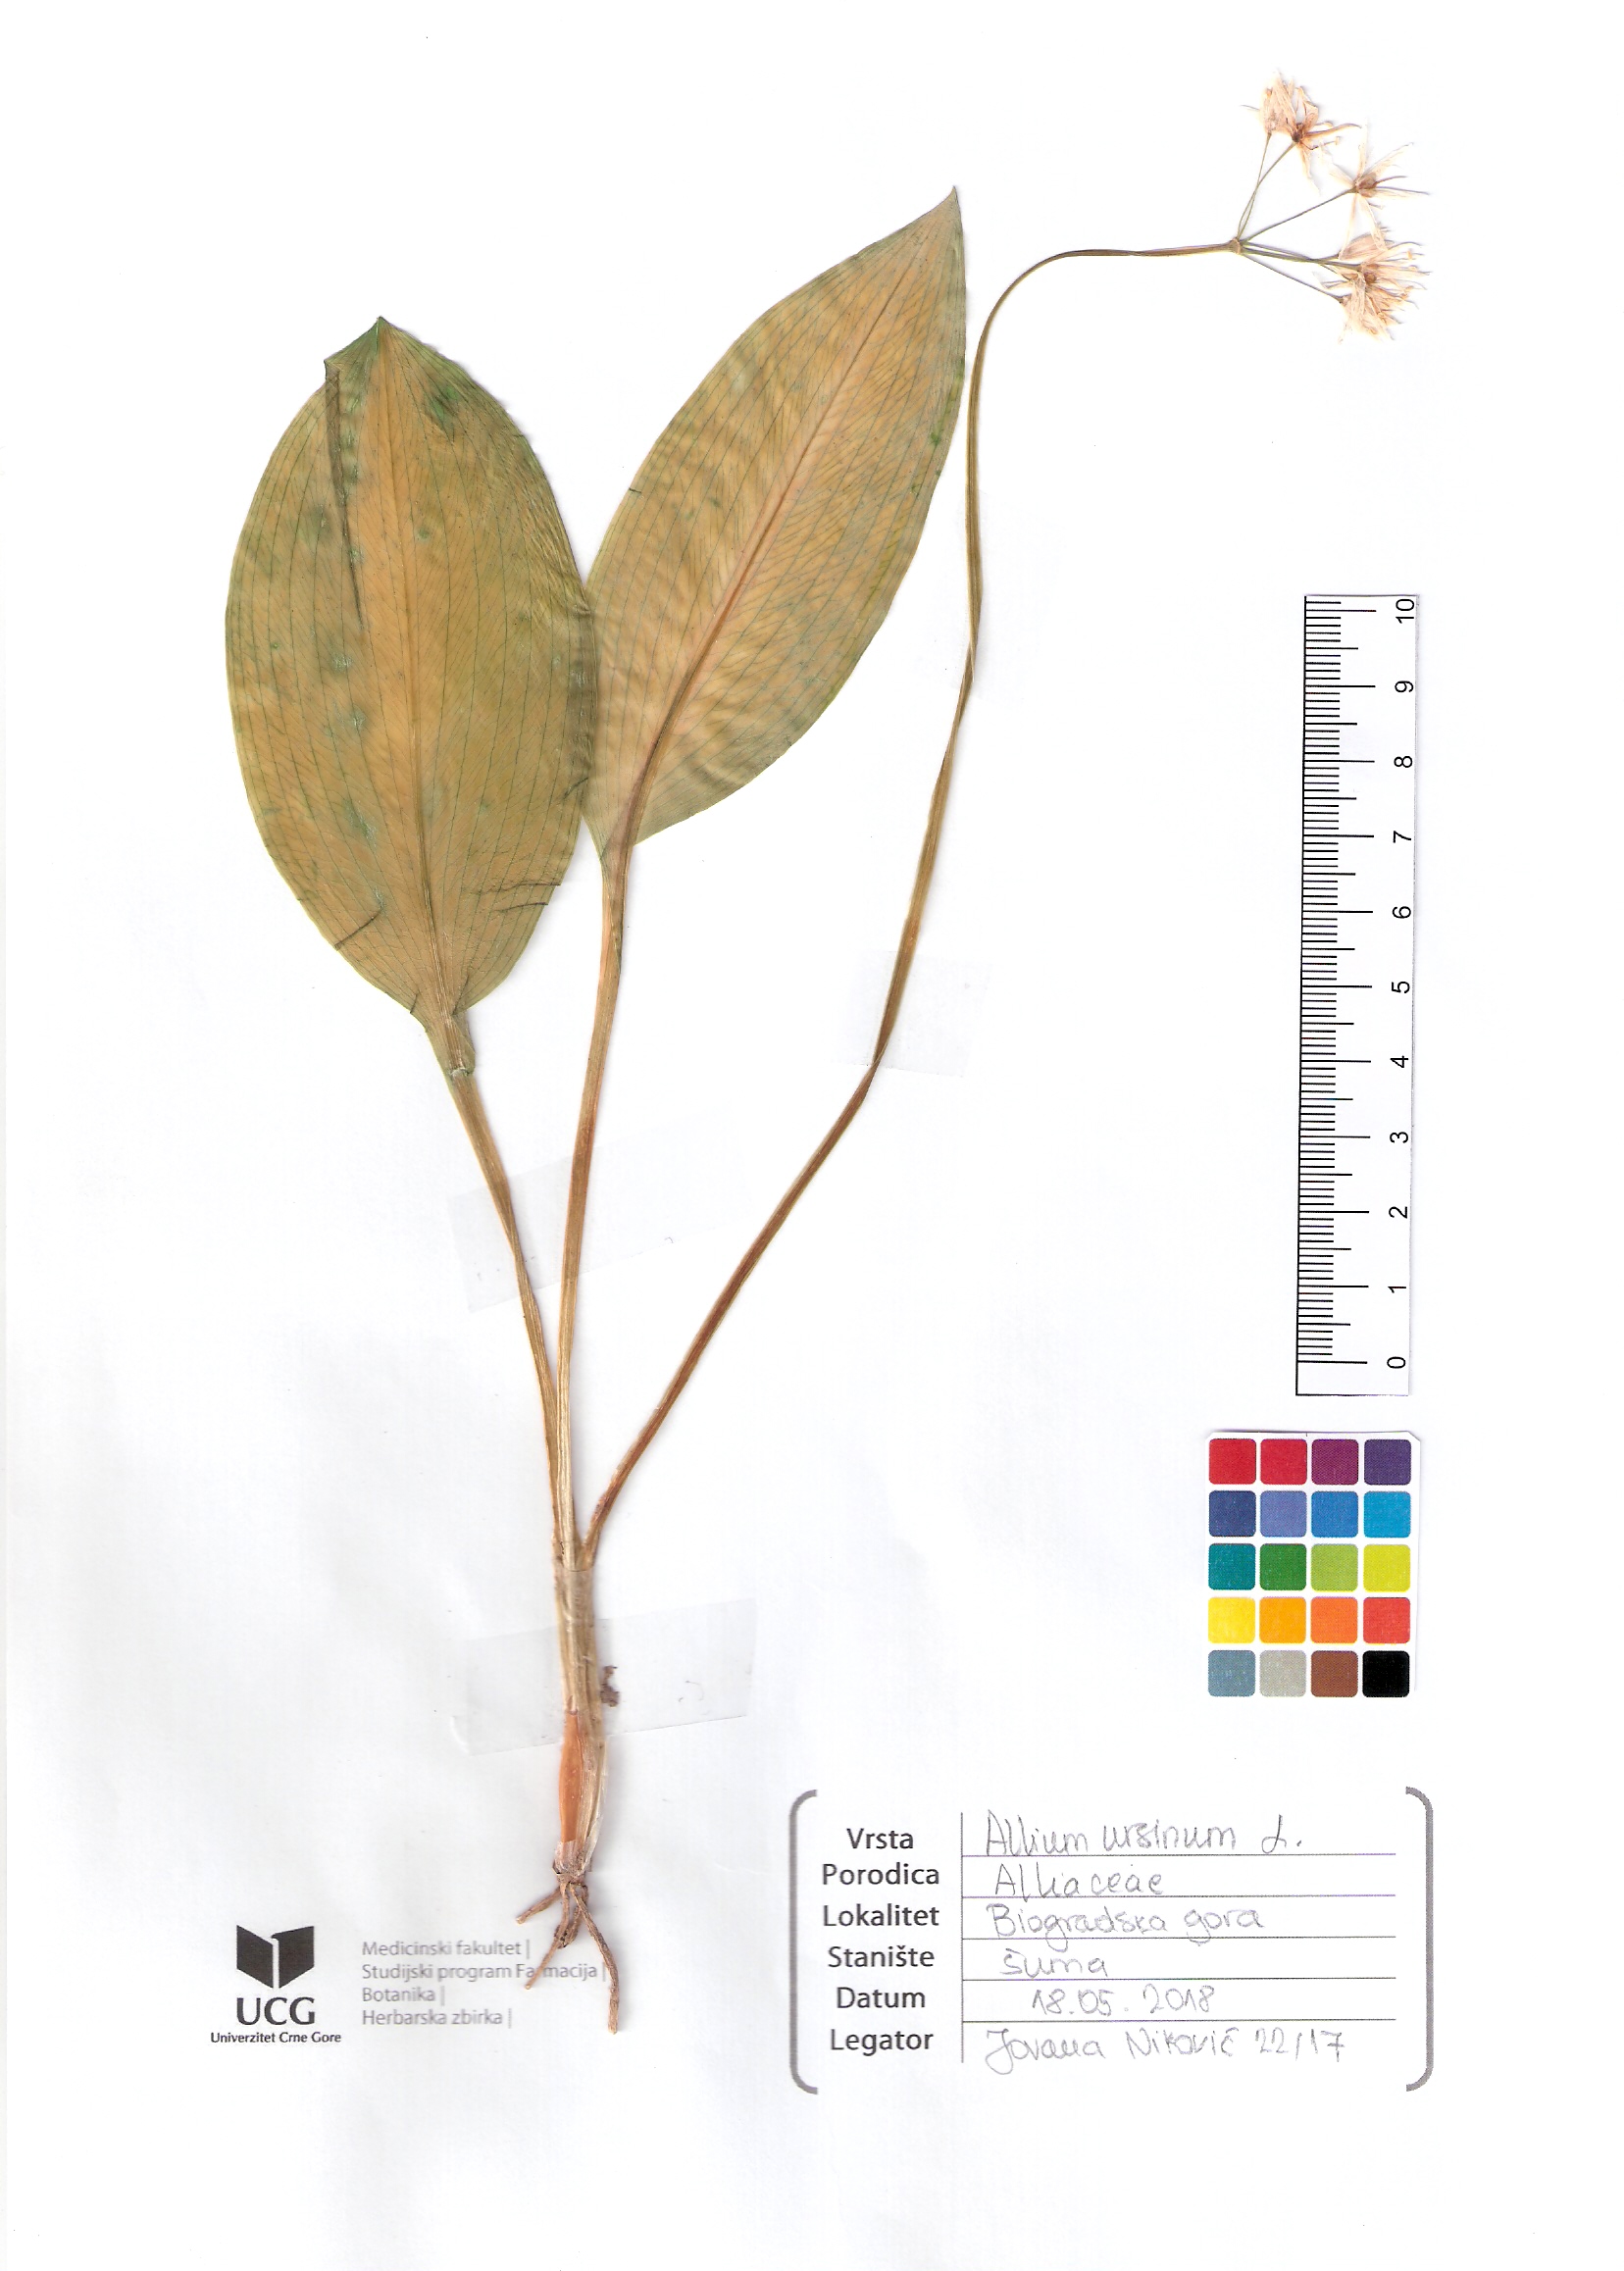 10
9
8
7
6
5
4
3
2
1
0
Vrsta Allium ursinum L.
Porodica Alliaceae
Lokalitet Biogradska gora
Stanište šuma
Datum 18.05.2018
Legator Jovana Niković 22/17
UCG
Univerzitet Crne Gore
Medicinski fakultet |
Studijski program Farmacija |
Botanika |
Herbarska zbirka |